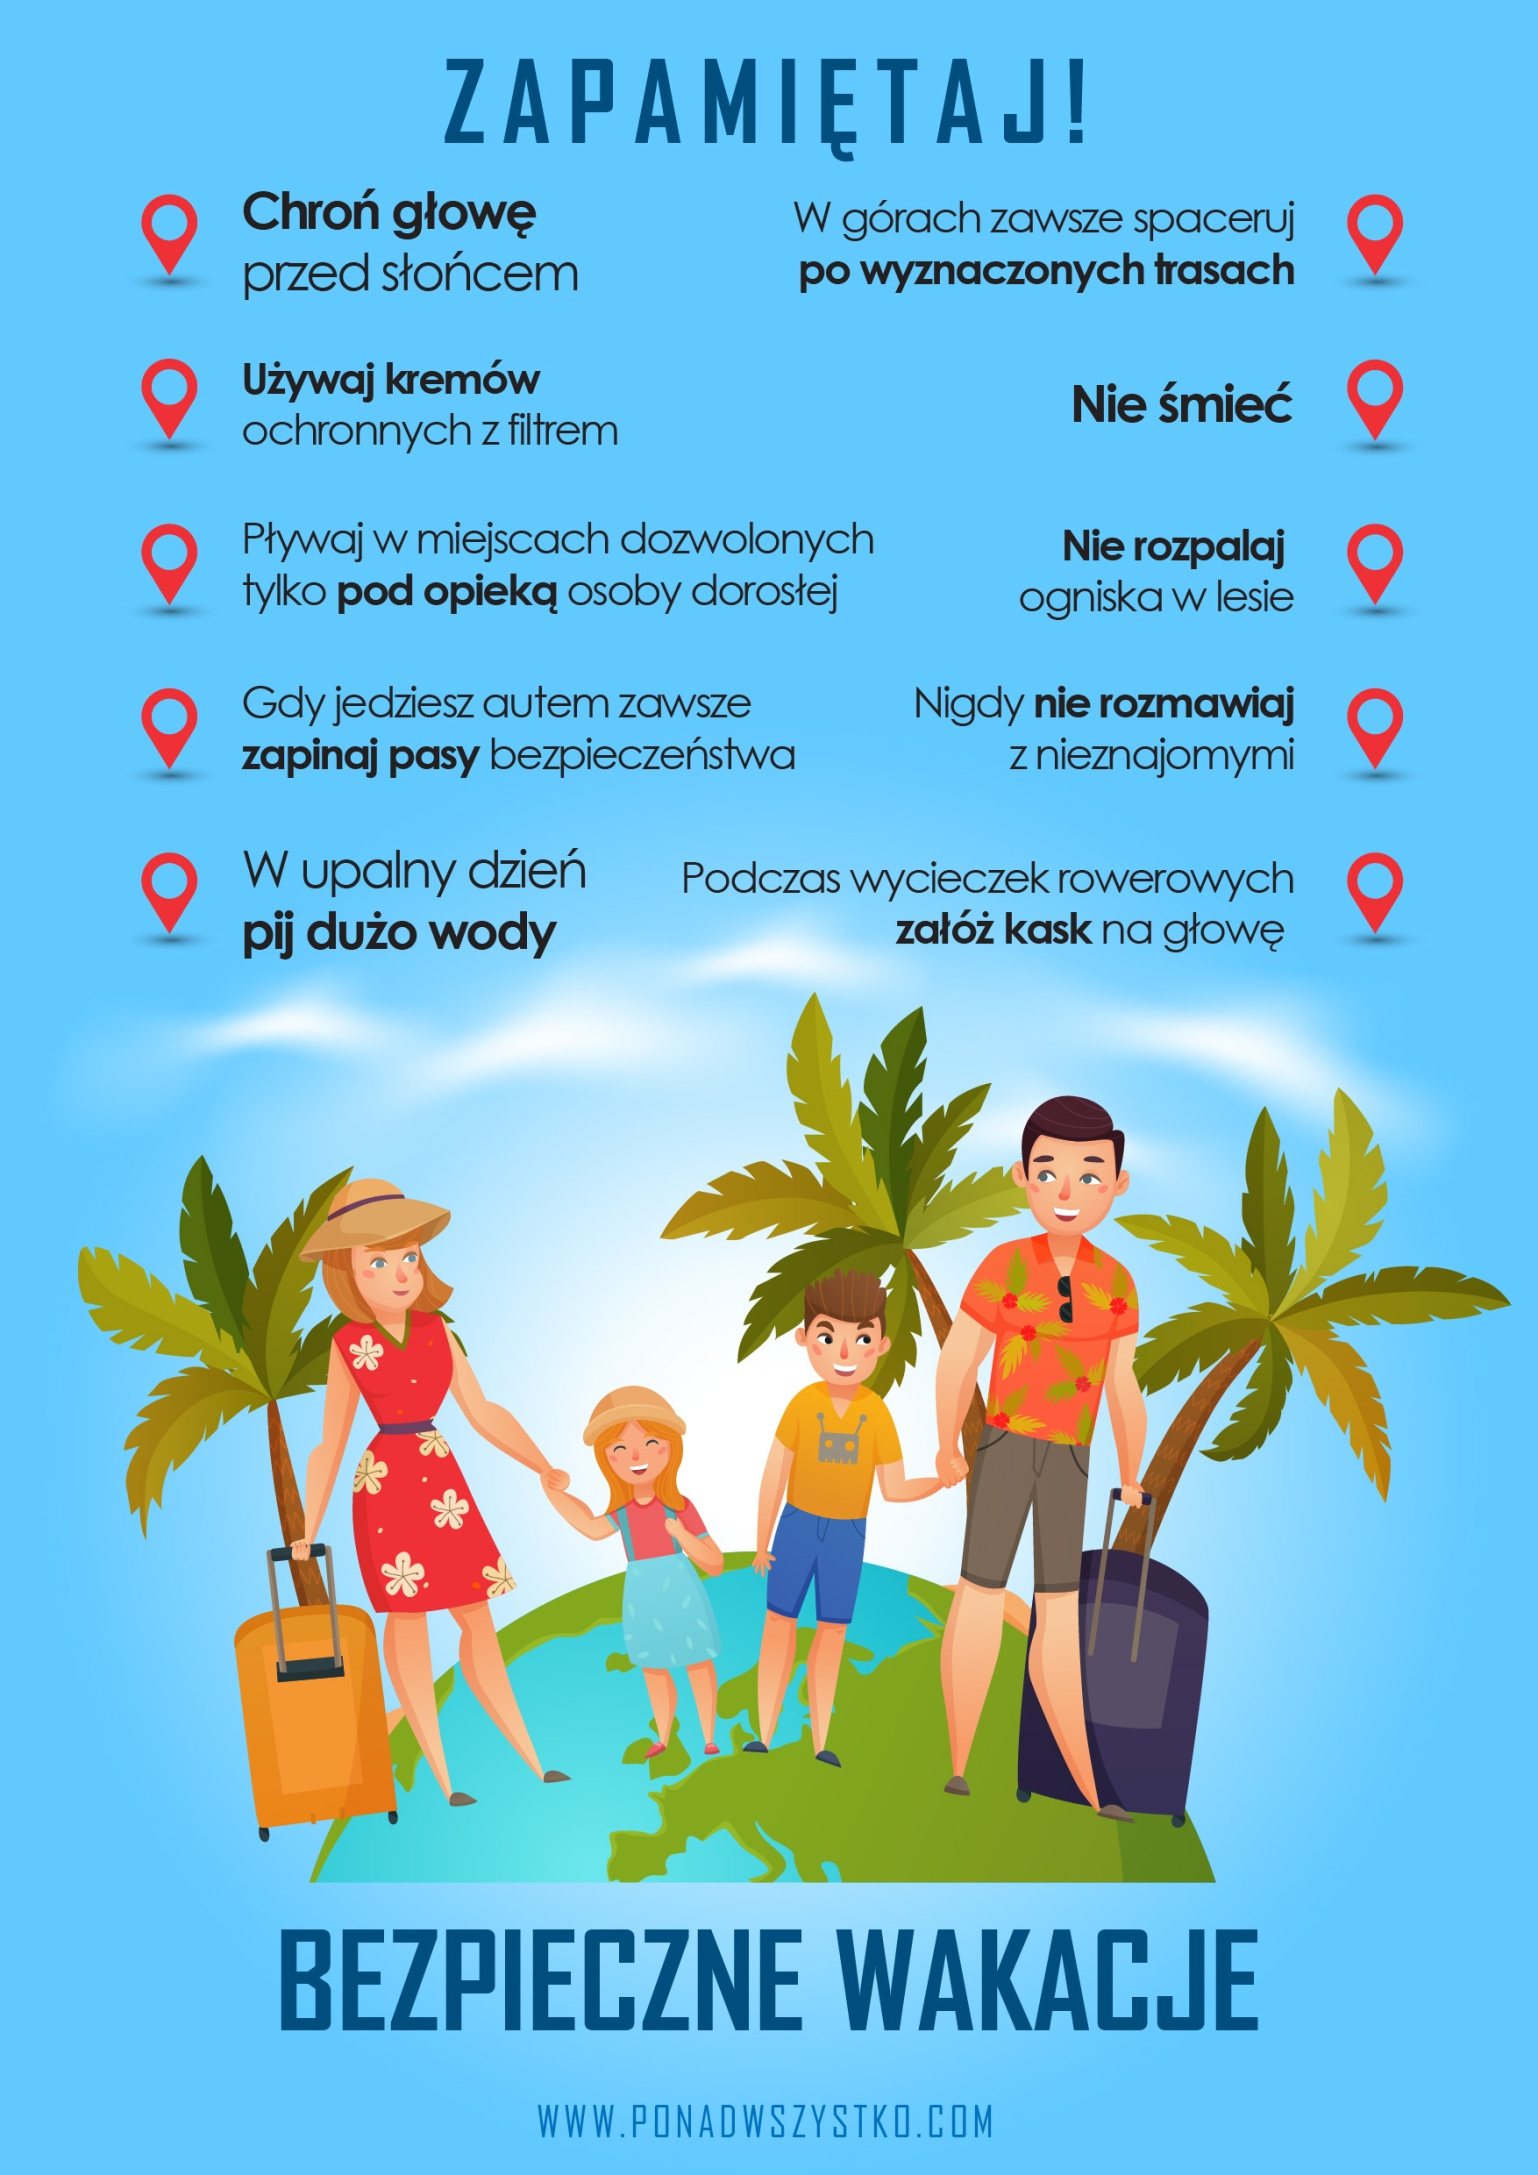 ZAPAMIĘTAJ!
Chroń głowę
przed słońcem
Używaj kremów
ochronnych z filtrem
Pływaj w miejscach dozwolonych
tylko pod opieką osoby dorosłej
Gdy jedziesz autem zawsze
zapinaj pasy bezpieczeństwa
W upalny dzień
pij dużo wody
W górach zawsze spaceruj
po wyznaczonych trasach
Nie śmieć
Nie rozpalaj
ogniska w lesie
Nigdy nie rozmawiaj
z nieznajomymi
Podczas wycieczek rowerowych
załóż kask na głowę
BEZPIECZNE WAKACJE
WWW.PONADWSZYSTKO.COM